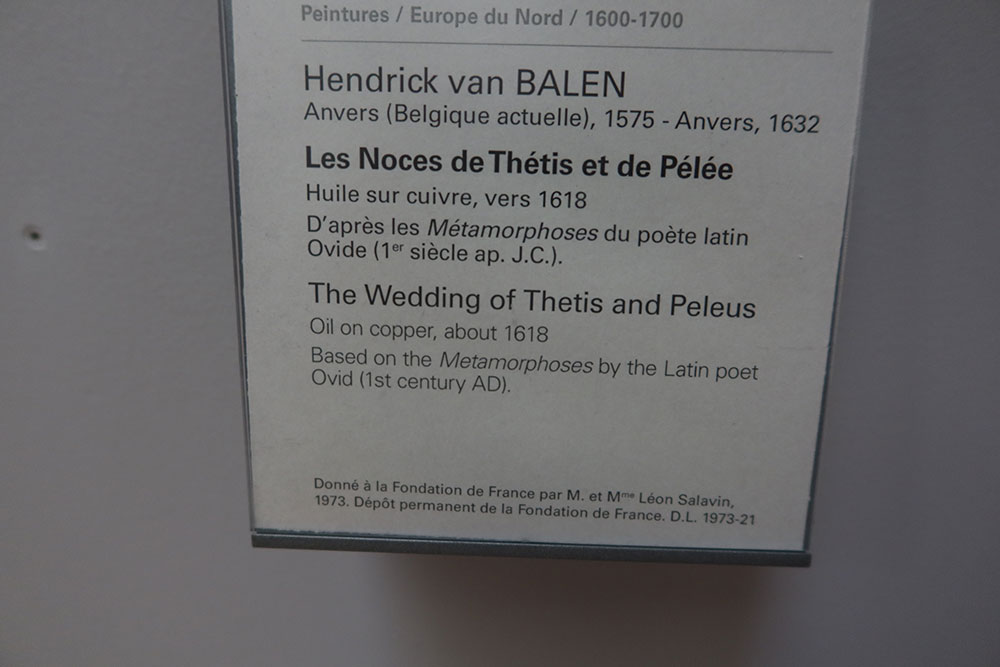 Peintures / Europe du Nord / 1600-1700
Hendrick van BALEN
Anvers (Belgique actuelle), 1575 - Anvers, 1632
Les Noces de Thétis et de Pélée
Huile sur cuivre, vers 1618
D'après les Métamorphoses du poète latin
Ovide (1er siècle ap. J.C.).
The Wedding of Thetis and Peleus
Oil on copper, about 1618
Based on the Metamorphoses by the Latin poet
Ovid (1st century AD).
Donné à la Fondation de France par M. et Mme Léon Salavin,
1973. Dépôt permanent de la Fondation de France. D.L. 1973-21